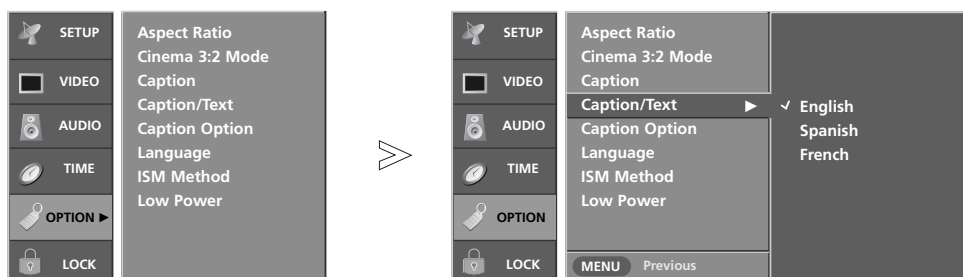 SETUP
VIDEO
AUDIO
TIME
OPTION ►
LOCK
Aspect Ratio
Cinema 3:2 Mode
Caption
Caption/Text
Caption Option
Language
ISM Method
Low Power
SETUP
VIDEO
AUDIO
TIME
OPTION
LOCK
Aspect Ratio
Cinema 3:2 Mode
Caption
Caption/Text ►
Caption Option
Language
ISM Method
Low Power
MENU Previous
✓ English
Spanish
French